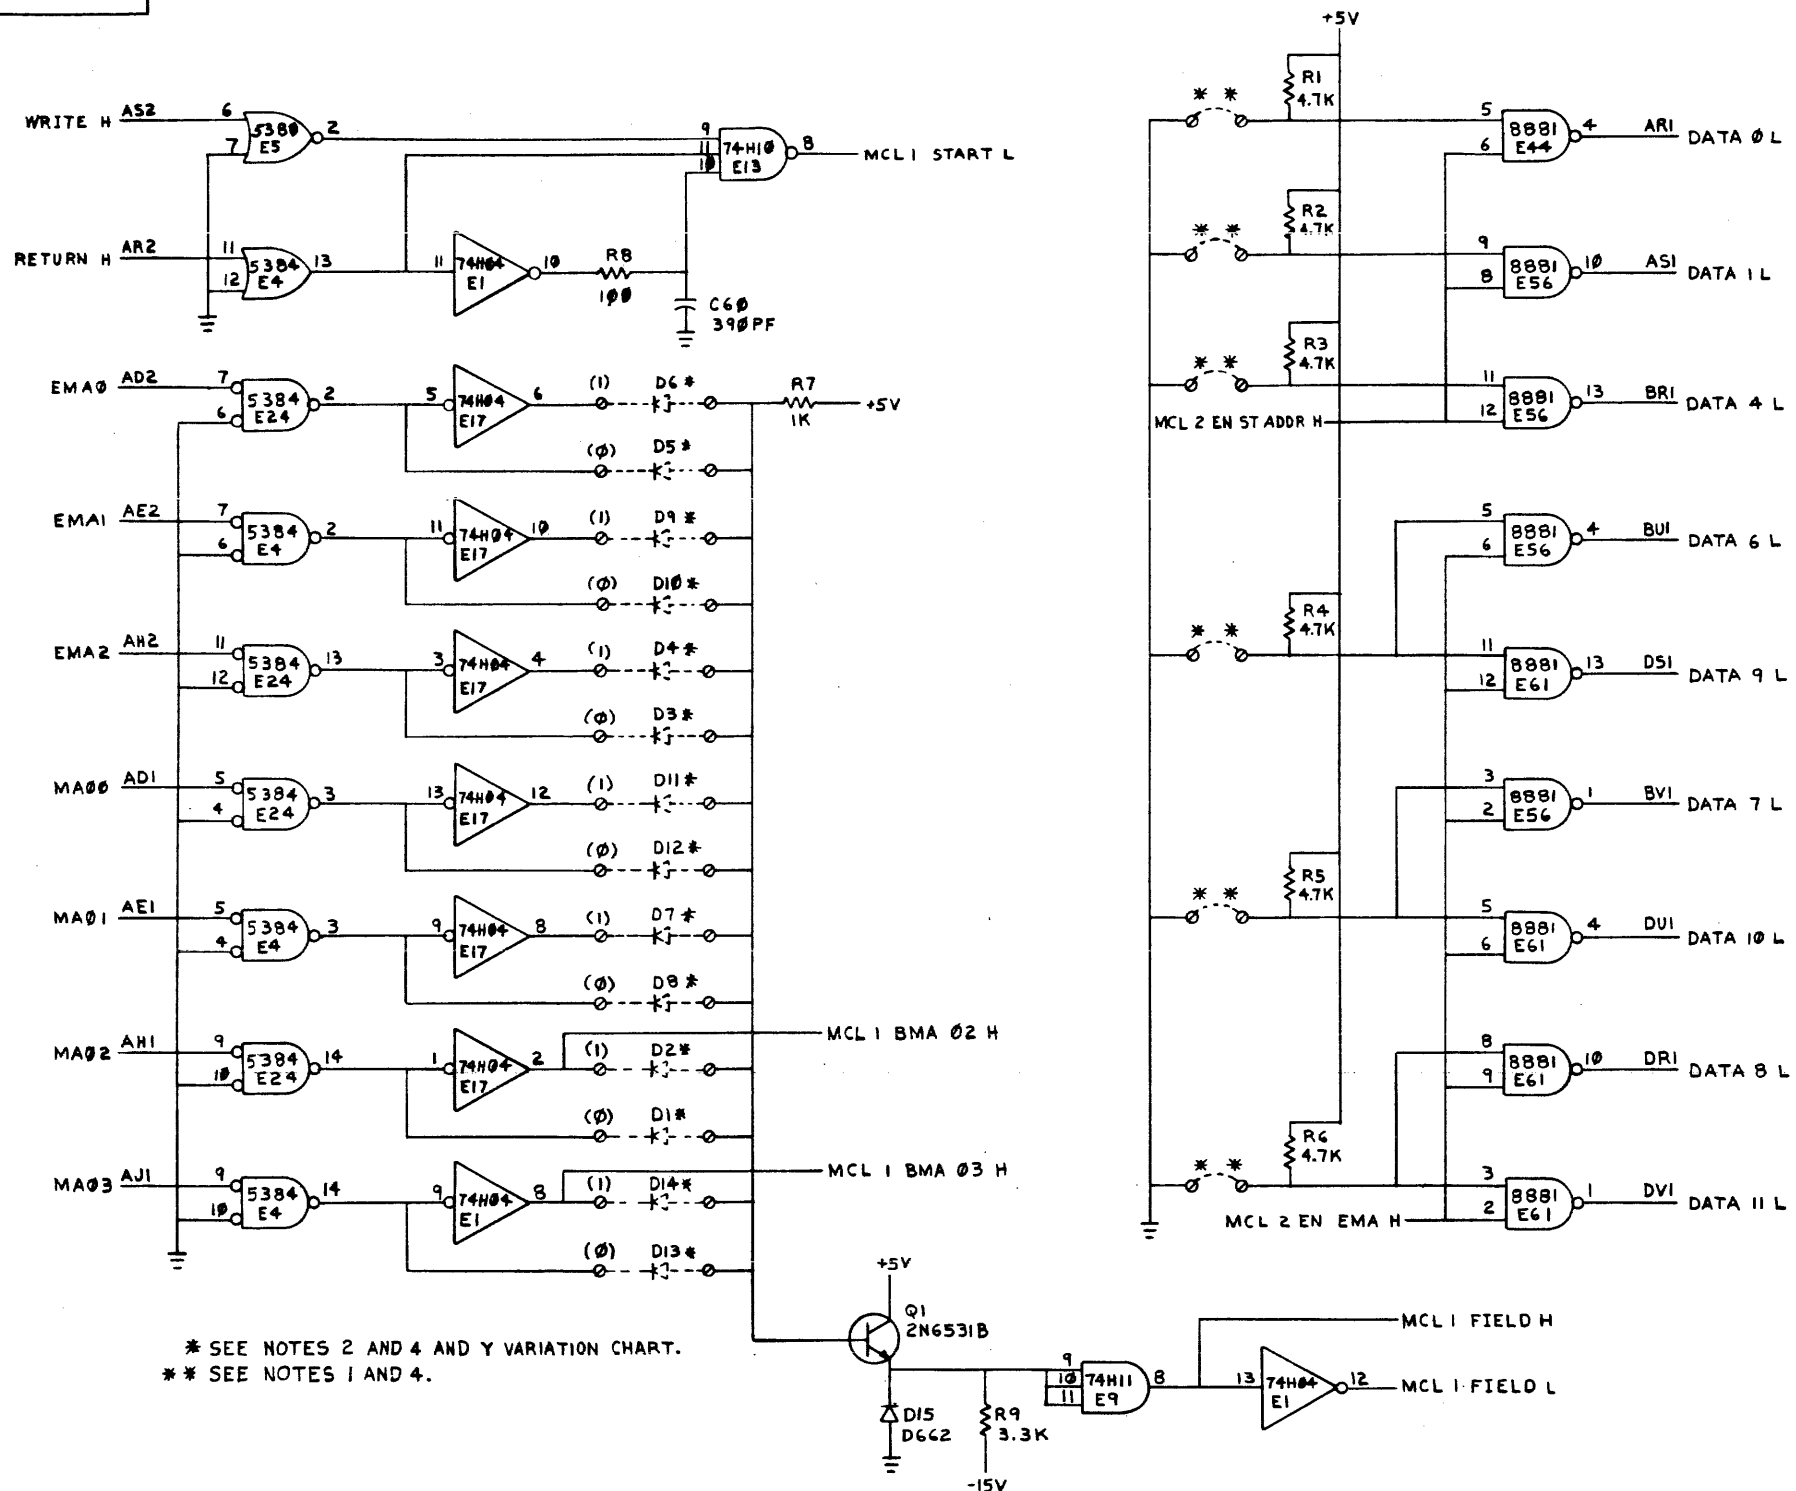 WRITE H AS2 6 7 5380 E5 2
9 11 10 74H10 E13 8 MCL 1 START L
RETURN H AR2 11 12 5384 E4 13
11 74H04 E1 10 R8 100
C60 390PF
EMA0 AD2 7 6 5384 E24 2 5 74H04 E17 6 (1) D6*
R7 1K +5V
(0) D5*
EMA1 AE2 7 6 5384 E4 2 11 74H04 E17 10 (1) D9*
(0) D10*
EMA2 AH2 11 12 5384 E24 13 3 74H04 E17 4 (1) D4*
(0) D3*
MA00 AD1 5 4 5384 E24 3 13 74H04 E17 12 (1) D11*
(0) D12*
MA01 AE1 5 4 5384 E4 3 9 74H04 E17 8 (1) D7*
(0) D8*
MA02 AH1 9 10 5384 E24 14 1 74H04 E17 2 (1) D2*
MCL 1 BMA 02 H
(0) D1*
MA03 AJ1 9 10 5384 E4 14 9 74H04 E1 8 (1) D14*
MCL 1 BMA 03 H
(0) D13*
* SEE NOTES 2 AND 4 AND Y VARIATION CHART.
** SEE NOTES 1 AND 4.
+5V
Q1
2N6531B
D15
D662
R9
3.3K
-15V
9 10 11 74H11 E9 8
MCL 1 FIELD H
13 74H04 E1 12 MCL 1 FIELD L
+5V
* * R1 4.7K 5 6 8881 E44 4 AR1 DATA 0 L
* * R2 4.7K 9 8 8881 E56 10 AS1 DATA 1 L
* * R3 4.7K 11 12 8881 E56 13 BR1 DATA 4 L
MCL 2 EN ST ADDR H
5 6 8881 E56 4 BU1 DATA 6 L
* * R4 4.7K 11 12 8881 E61 13 DS1 DATA 9 L
3 2 8881 E56 1 BV1 DATA 7 L
* * R5 4.7K 5 6 8881 E61 4 DU1 DATA 10 L
8 9 8881 E61 10 DR1 DATA 8 L
* * R6 4.7K 3 2 8881 E61 1 DV1 DATA 11 L
MCL 2 EN EMA H